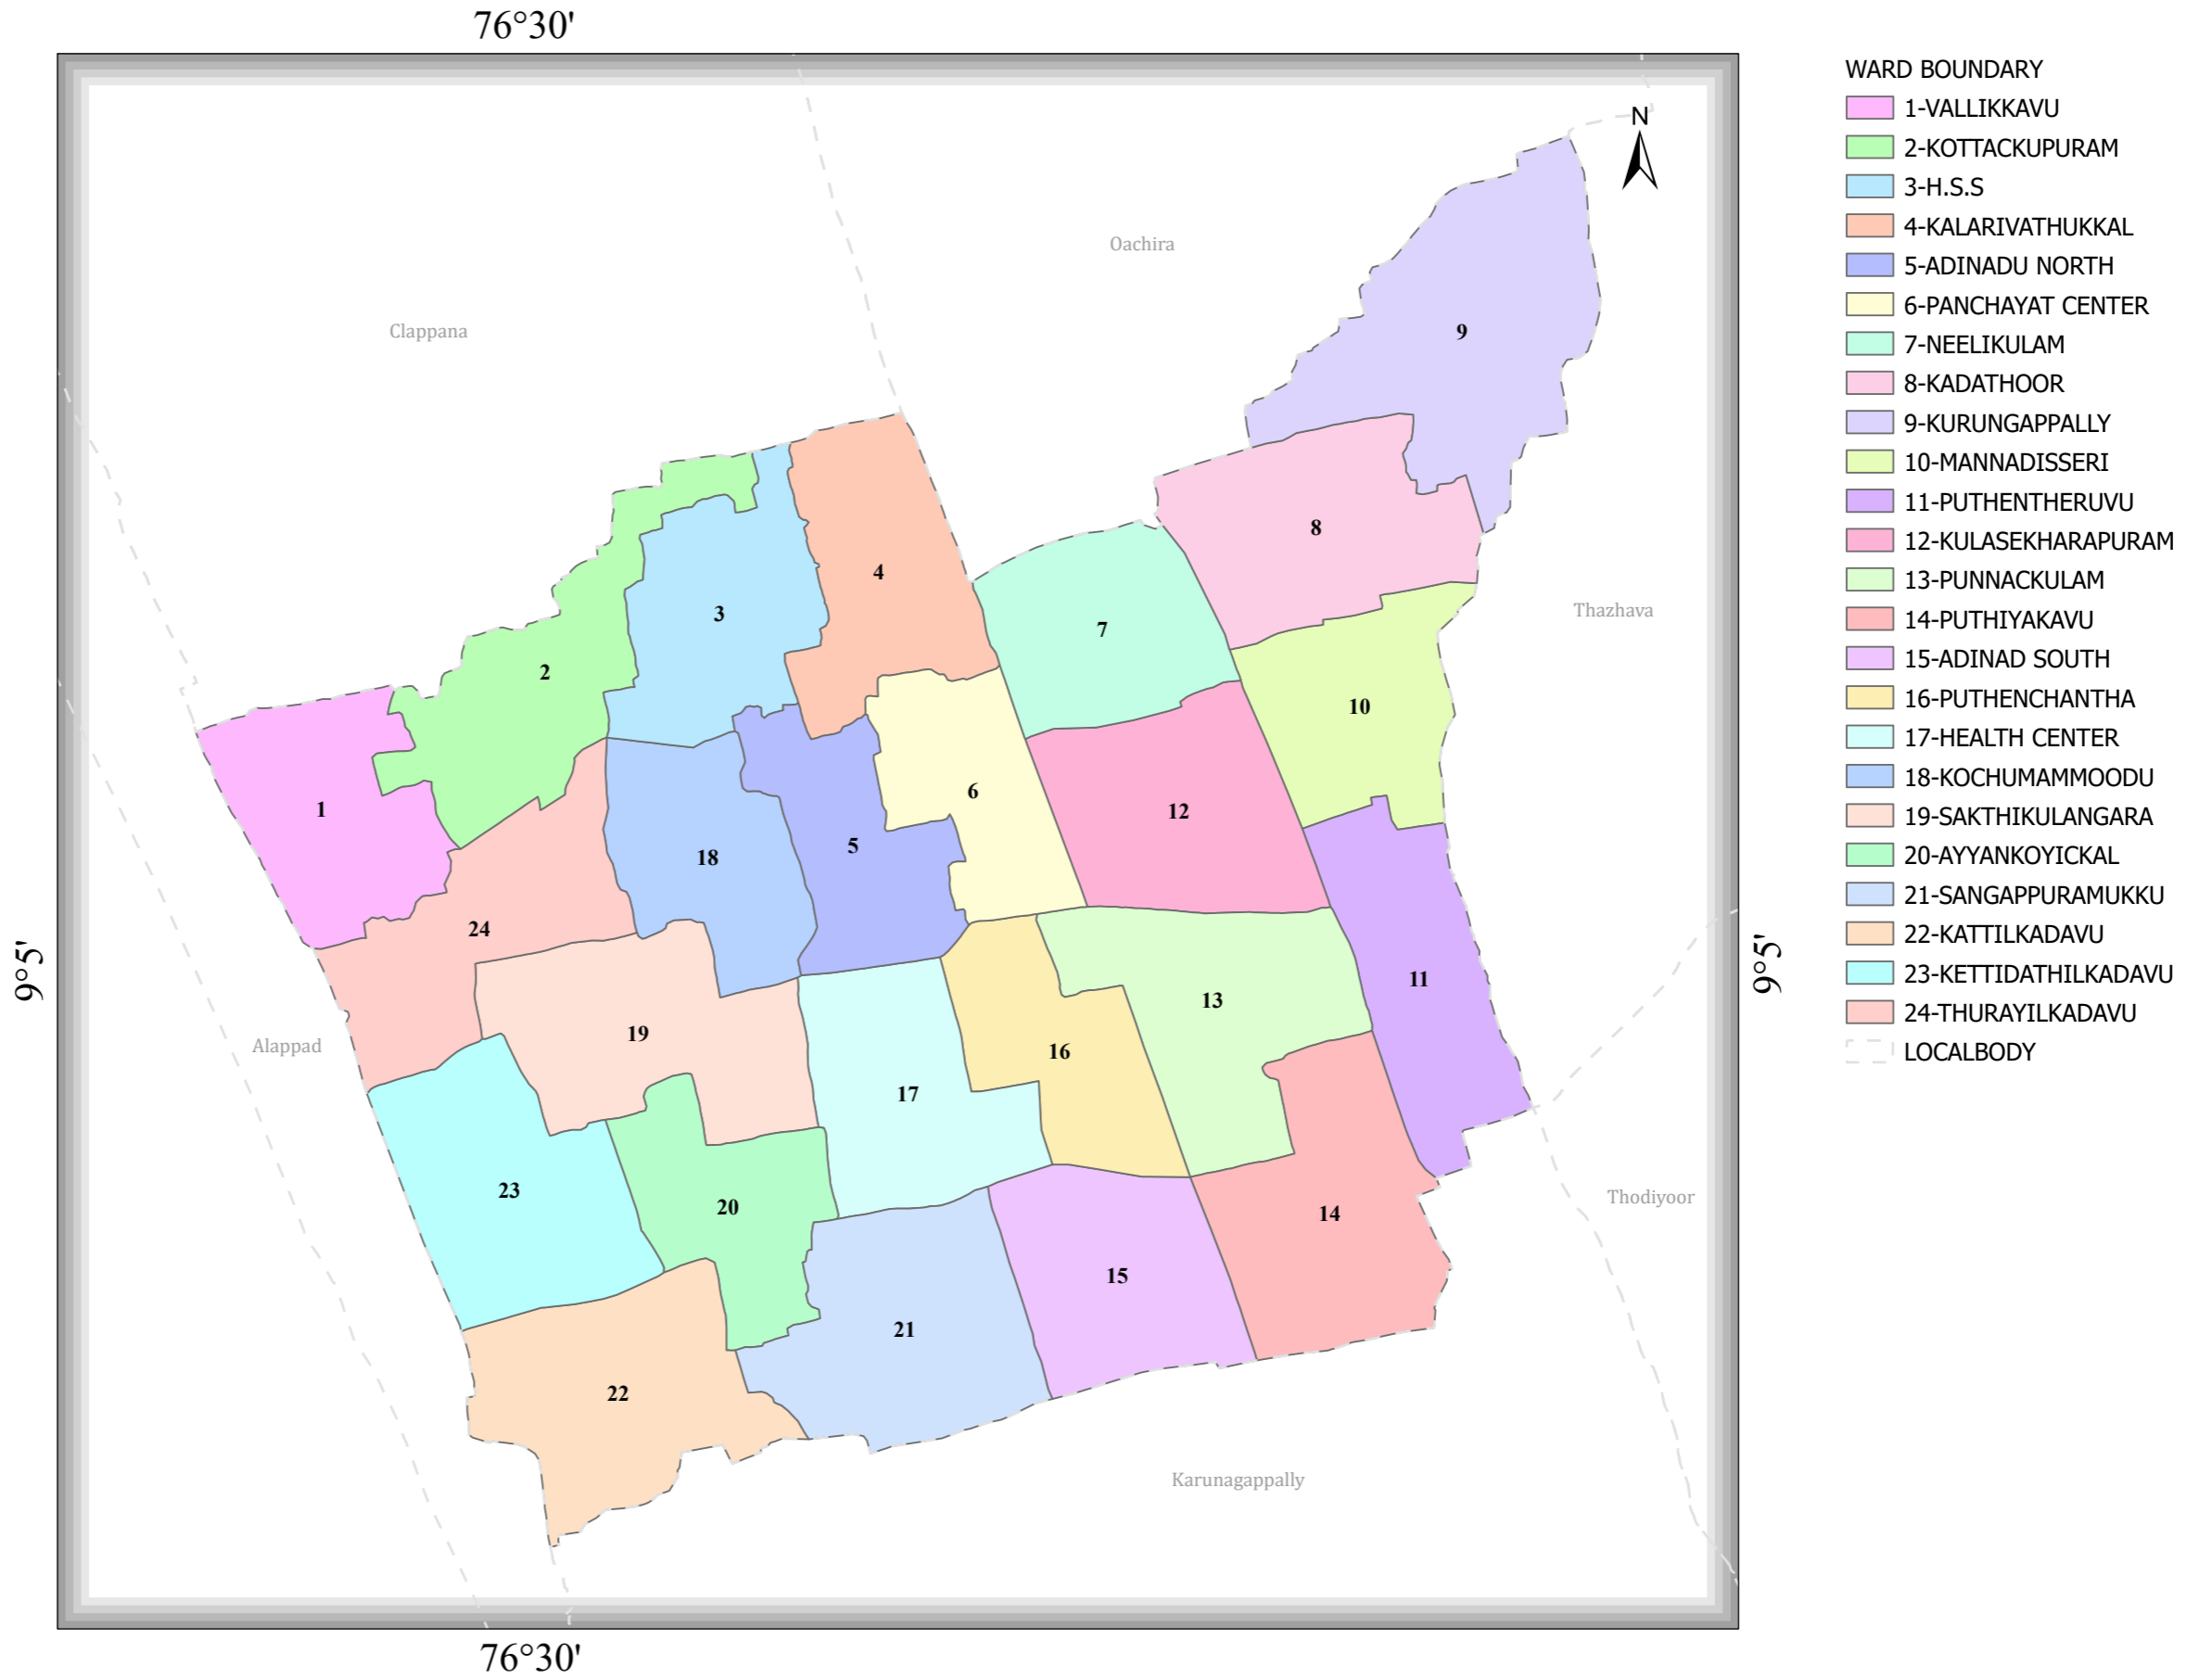 76°30'
N
Oachira
Clappana
9
8
4
7
3
Thazhava
2
10
6
1
12
5
18
24
11
13
19
Alappad
16
17
23
Thodiyoor
20
14
15
21
22
Karunagappally
9°5'
9°5'
76°30'
WARD BOUNDARY
1-VALLIKKAVU
2-KOTTACKUPURAM
3-H.S.S
4-KALARIVATHUKKAL
5-ADINADU NORTH
6-PANCHAYAT CENTER
7-NEELIKULAM
8-KADATHOOR
9-KURUNGAPPALLY
10-MANNADISSERI
11-PUTHENTHERUVU
12-KULASEKHARAPURAM
13-PUNNACKULAM
14-PUTHIYAKAVU
15-ADINAD SOUTH
16-PUTHENCHANTHA
17-HEALTH CENTER
18-KOCHUMAMMOODU
19-SAKTHIKULANGARA
20-AYYANKOYICKAL
21-SANGAPPURAMUKKU
22-KATTILKADAVU
23-KETTIDATHILKADAVU
24-THURAYILKADAVU
LOCALBODY